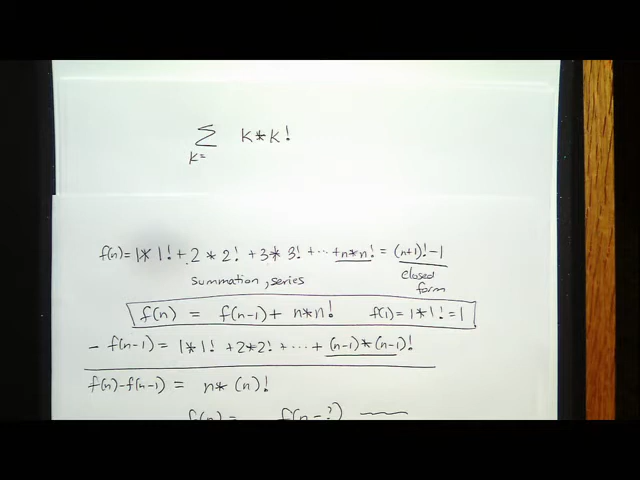 ∑ k*k!
k=
f(n)=1*1!+2*2!+3*3!+···+n*n!=(n+1)!-1
summation, series closed form
f(n) = f(n-1)+ n*n! f(1)=1*1!=1
- f(n-1) = 1*1! +2*2!+···+(n-1)*(n-1)!
f(n)-f(n-1) = n*(n)!
f(n) = f(n-?)